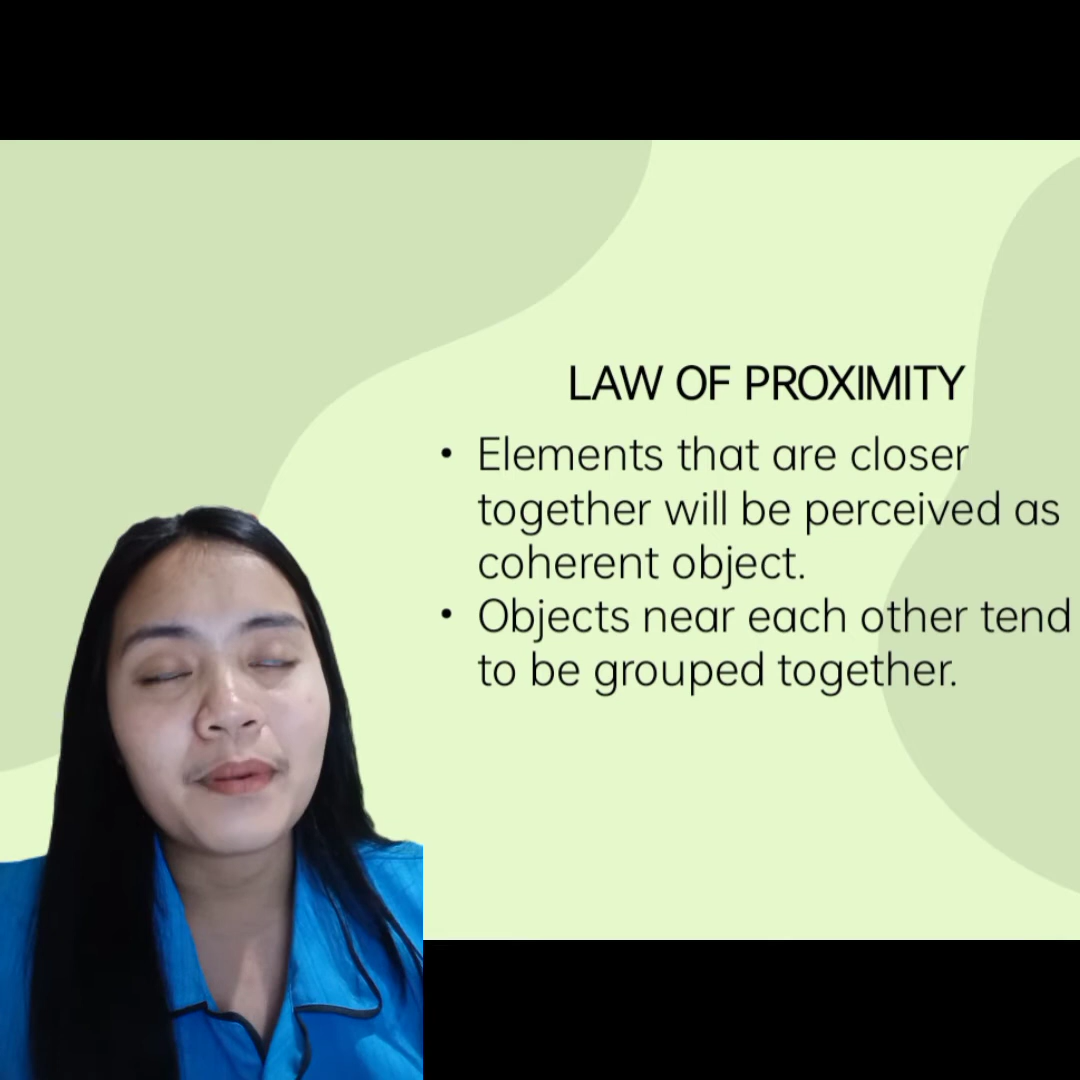 LAW OF PROXIMITY
• Elements that are closer
together will be perceived as
coherent object.
• Objects near each other tend
to be grouped together.